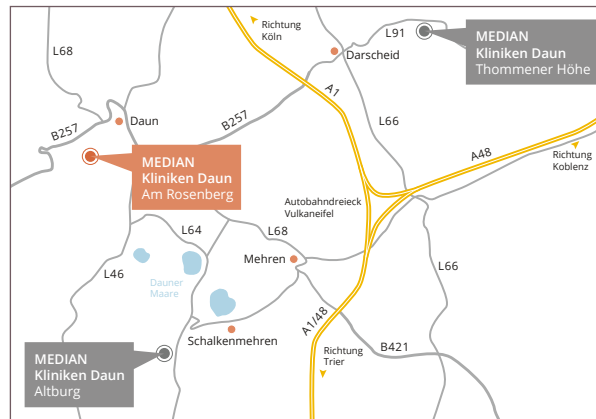 L68
Richtung
Köln
L91
MEDIAN
Kliniken Daun
Thommener Höhe
Darscheid
A1
B257
Daun
B257
L66
A48
MEDIAN
Kliniken Daun
Am Rosenberg
Richtung
Koblenz
Autobahndreieck
Vulkaneifel
L64
L68
Mehren
L46
Dauner
Maare
L66
A1/48
Schalkenmehren
MEDIAN
Kliniken Daun
Altburg
Richtung
Trier
B421